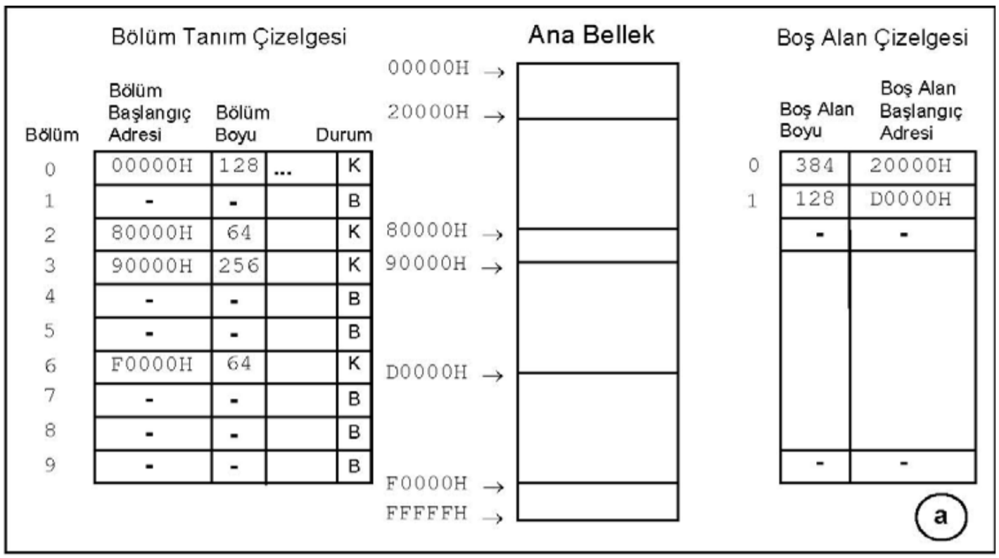 Bölüm Tanım Çizelgesi
Bölüm
Başlangıç
Adresi
Bölüm
Boyu
Bölüm
Durum
0 00000H 128 ... K
1 - - B
2 80000H 64 K
3 90000H 256 K
4 - - B
5 - - B
6 F0000H 64 K
7 - - B
8 - - B
9 - - B
Ana Bellek
00000H →
20000H →
80000H →
90000H →
D0000H →
F0000H →
FFFFFH →
Boş Alan Çizelgesi
Boş Alan
Boyu
Boş Alan
Başlangıç
Adresi
0 384 20000H
1 128 D0000H
- -
- -
a